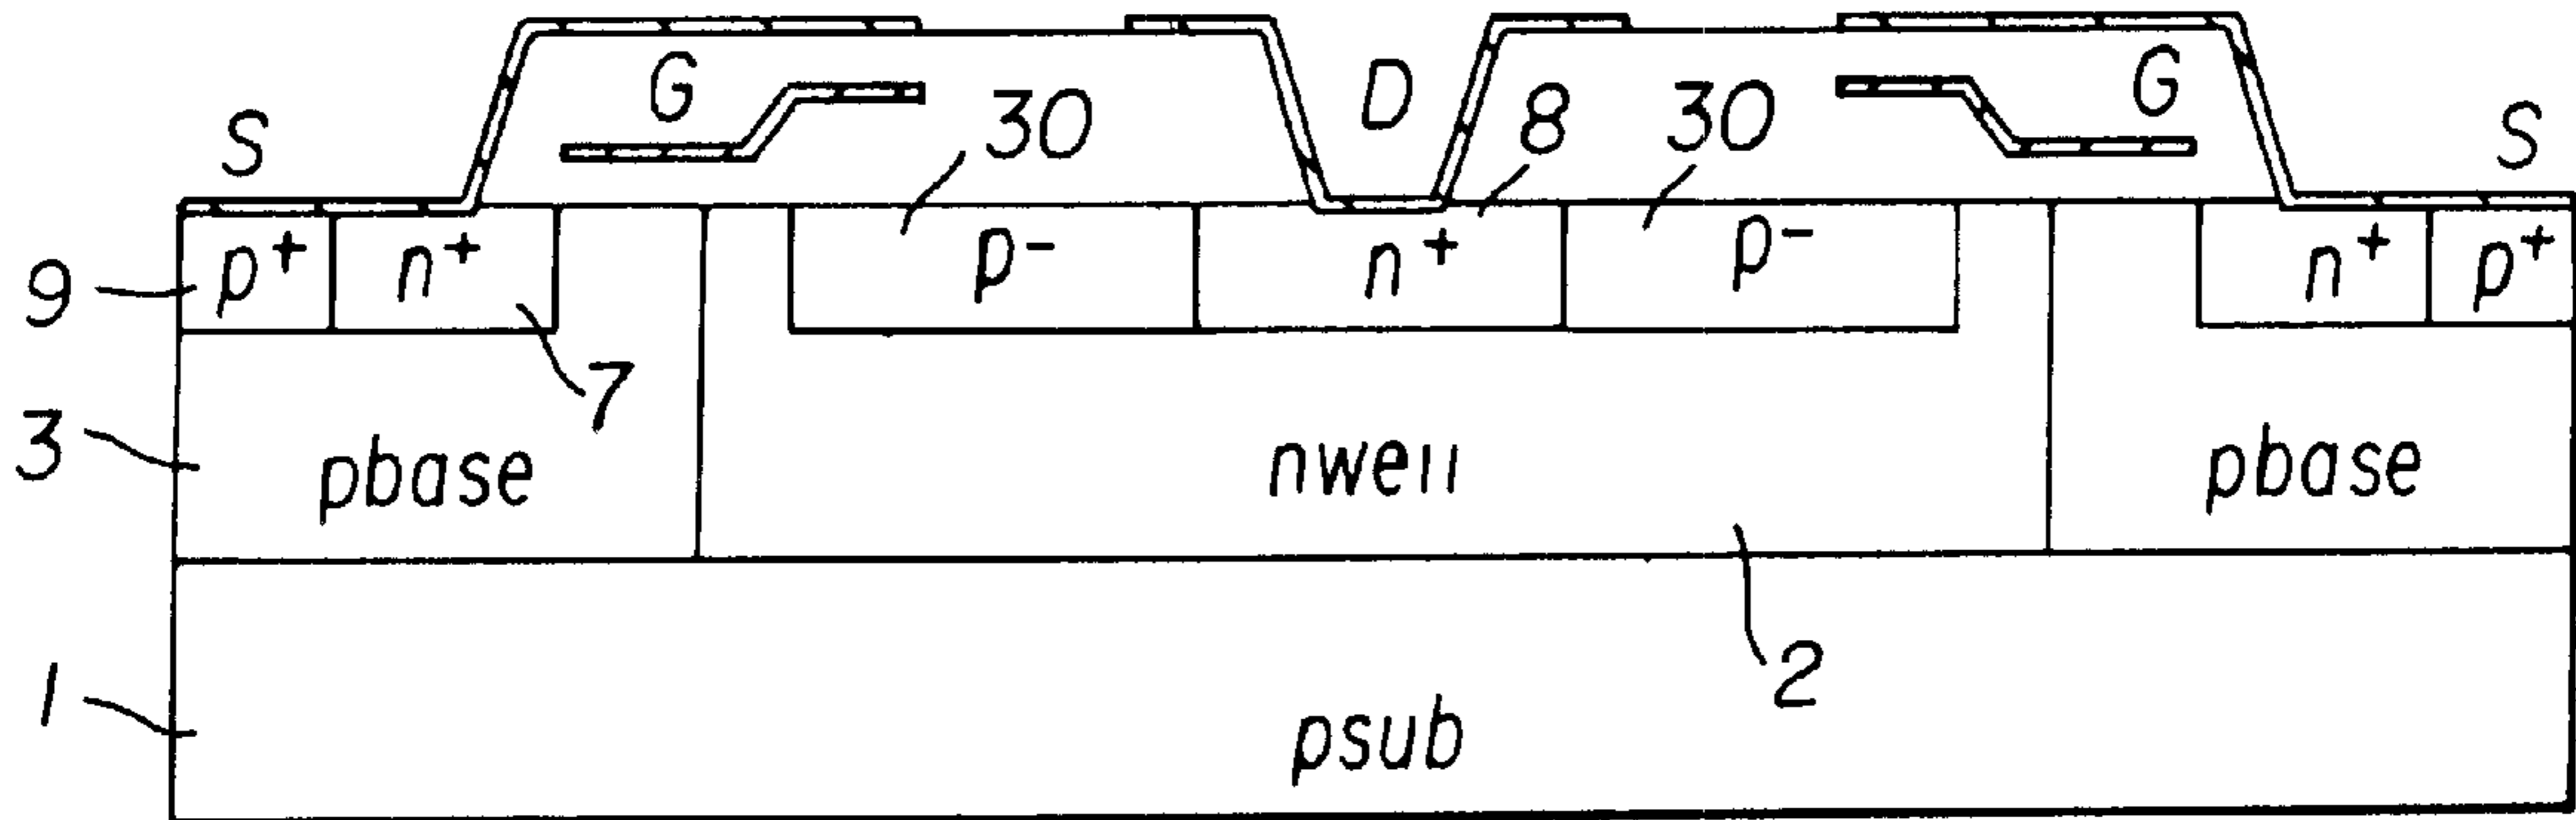 G D G
S 30 8 30 S
9 p+ n+ p- n+ p- n+ p+
7
3 pbase nwell pbase
1 2
psub